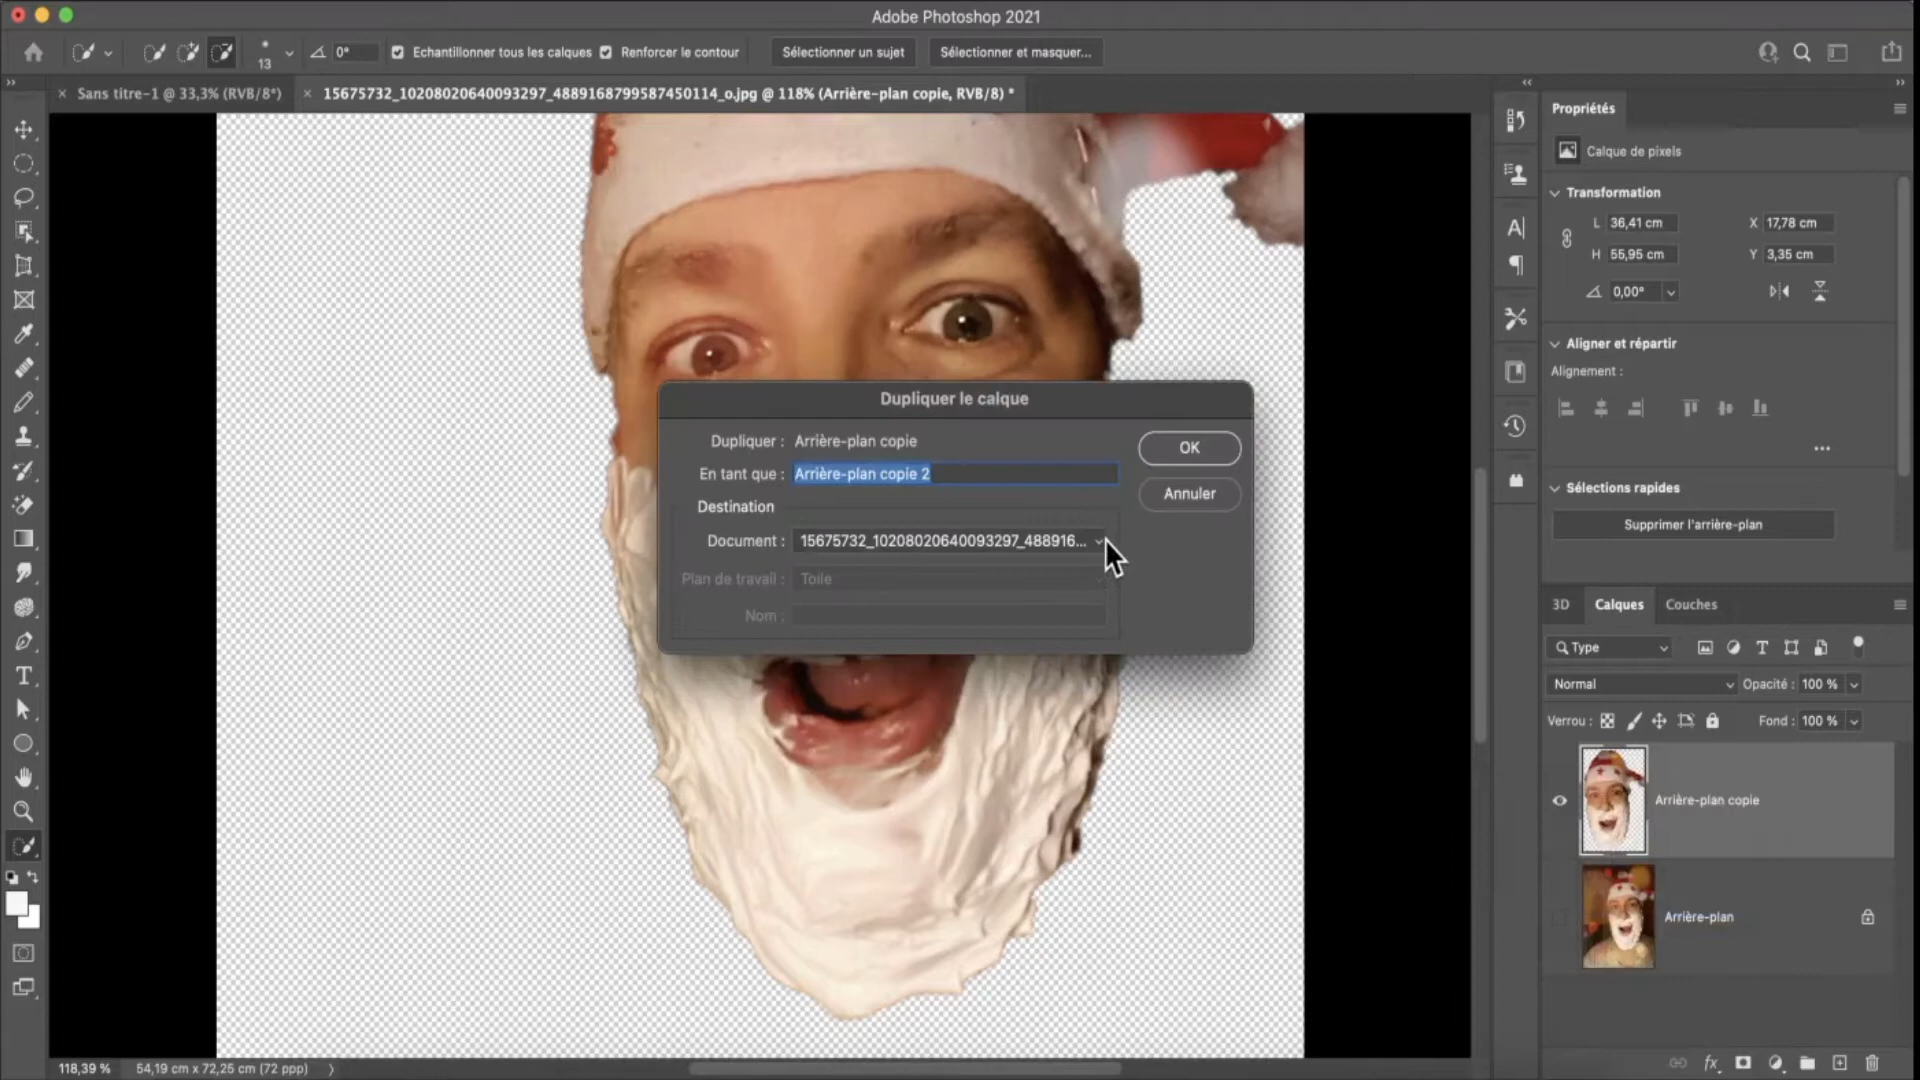 Adobe Photoshop 2021
13
0°
Echantillonner tous les calques
Renforcer le contour
Sélectionner un sujet
Sélectionner et masquer...
Sans titre-1 @ 33,3% (RVB/8*)
15675732_10208020640093297_4889168799587450114_o.jpg @ 118% (Arrière-plan copie, RVB/8) *
Propriétés
Calque de pixels
Transformation
L 36,41 cm
X 17,78 cm
H 55,95 cm
Y 3,35 cm
0,00°
Aligner et répartir
Alignement :
Sélections rapides
Supprimer l'arrière-plan
Dupliquer le calque
Dupliquer : Arrière-plan copie
En tant que : Arrière-plan copie 2
OK
Annuler
Destination
Document : 15675732_10208020640093297_488916...
Plan de travail : Toile
Nom :
3D
Calques
Couches
Type
Normal
Opacité : 100 %
Verrou :
Fond : 100 %
Arrière-plan copie
Arrière-plan
118,39 %
54,19 cm x 72,25 cm (72 ppp)